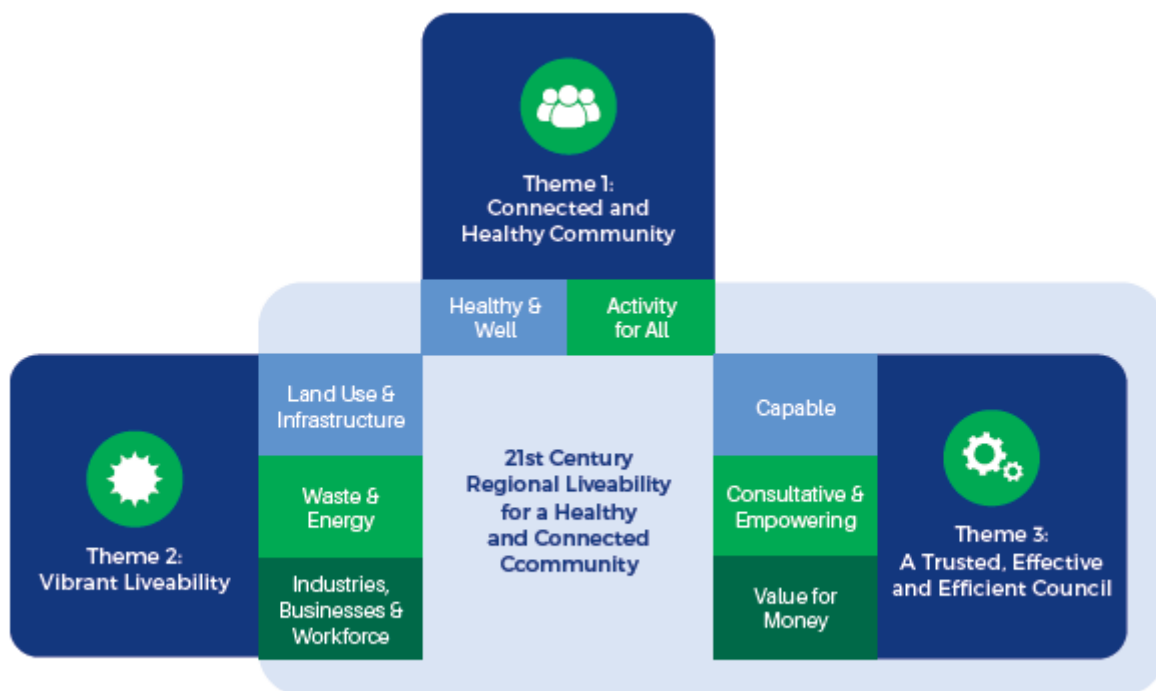 Theme 1:
Connected and
Healthy Community
Healthy &
Well
Activity
for All
Theme 2:
Vibrant Liveability
Land Use &
Infrastructure
Waste &
Energy
Industries,
Businesses &
Workforce
21st Century
Regional Liveability
for a Healthy
and Connected
Ccommunity
Capable
Consultative &
Empowering
Value for
Money
Theme 3:
A Trusted, Effective
and Efficient Council